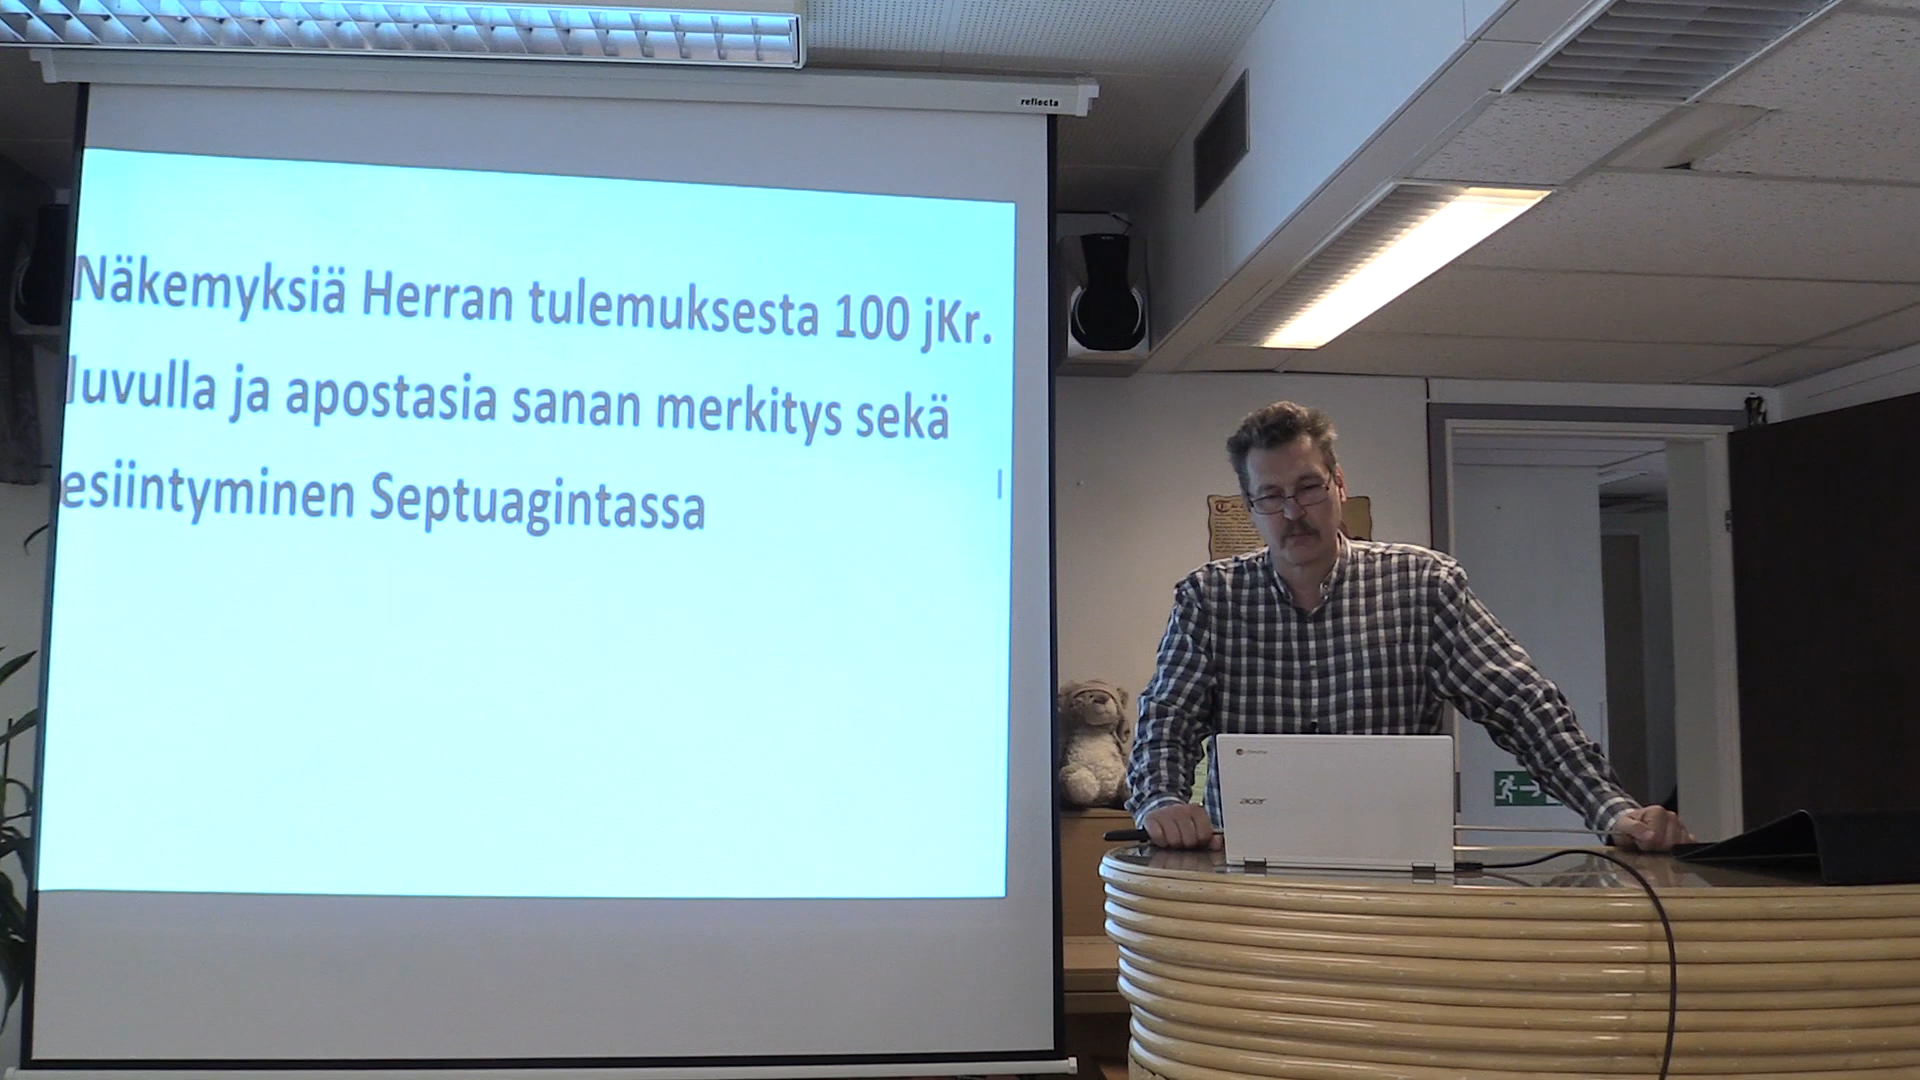 reflecta
Näkemyksiä Herran tulemuksesta 100 jKr.
luvulla ja apostasia sanan merkitys sekä
esiintyminen Septuagintassa
acer